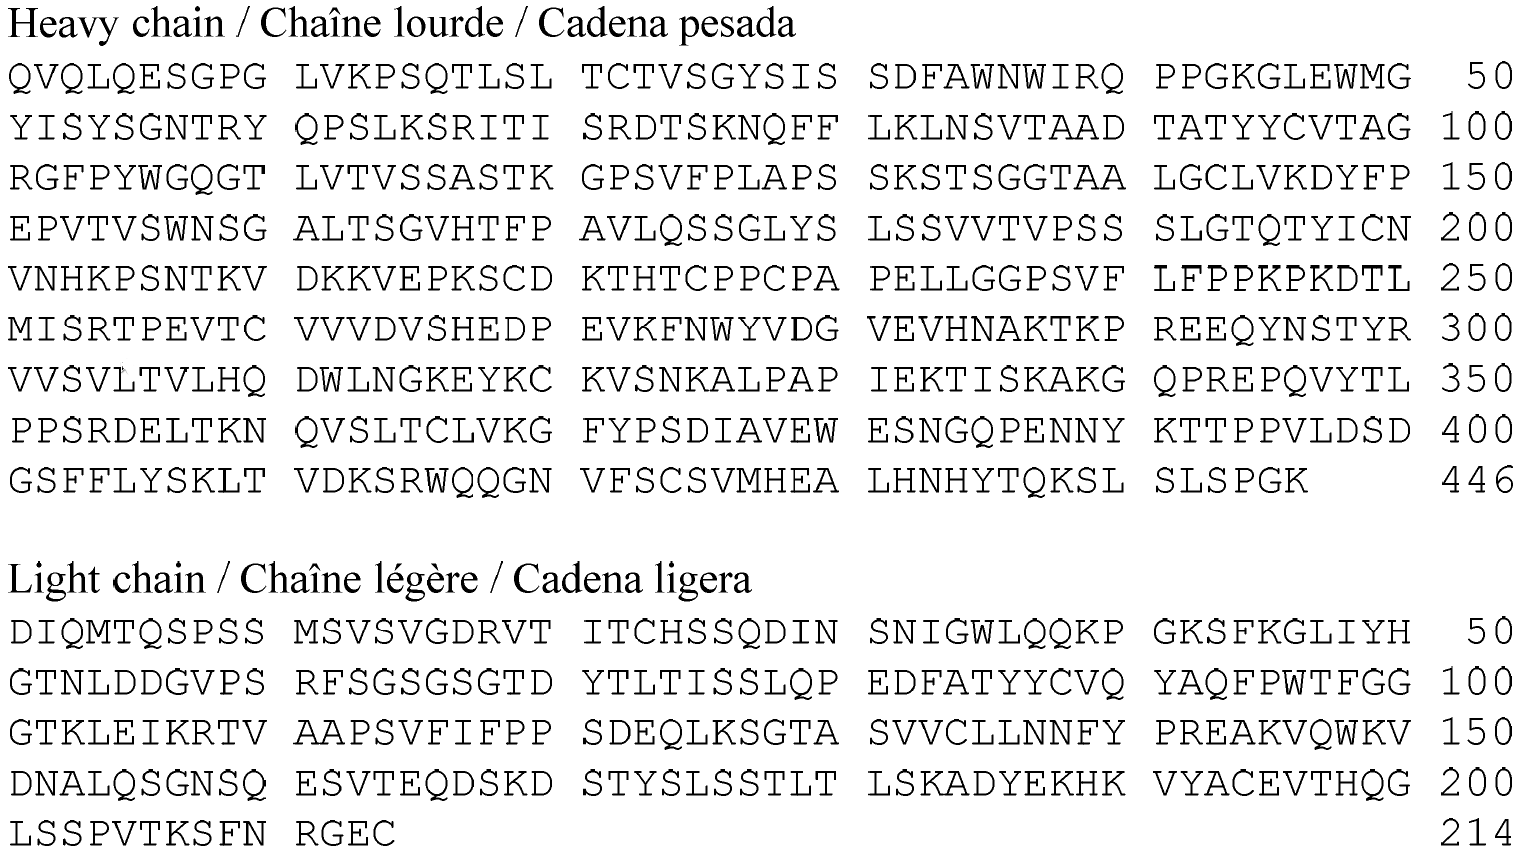 Heavy chain / Chaîne lourde / Cadena pesada
QVQLQESGPG LVKPSQTLSL TCTVSGYSIS SDFAWNWIRQ PPGKGLEWMG 50
YISYSGNTRY QPSLKSRITI SRDTSKNQFF LKLNSVTAAD TATYYCVTAG 100
RGFPYWGQGT LVTVSSASTK GPSVFPLAPS SKSTSGGTAA LGCLVKDYFP 150
EPVTVSWNSG ALTSGVHTFP AVLQSSGLYS LSSVVTVPSS SLGTQTYICN 200
VNHKPSNTKV DKKVEPKSCD KTHTCPPCPA PELLGGPSVF LFPPKPKDTL 250
MISRTPEVTC VVVDVSHEDP EVKFNWYVDG VEVHNAKTKP REEQYNSTYR 300
VVSVLTVLHQ DWLNGKEYKC KVSNKALPAP IEKTISKAKG QPREPQVYTL 350
PPSRDELTKN QVSLTCLVKG FYPSDIAVEW ESNGQPENNY KTTPPVLDSD 400
GSFFLYSKLT VDKSRWQQGN VFSCSVMHEA LHNHYTQKSL SLSPGK 446
Light chain / Chaîne légère / Cadena ligera
DIQMTQSPSS MSVSVGDRVT ITCHSSQDIN SNIGWLQQKP GKSFKGLIYH 50
GTNLDDGVPS RFSGSGSGTD YTLTISSLQP EDFATYYCVQ YAQFPWTFGG 100
GTKLEIKRTV AAPSVFIFPP SDEQLKSGTA SVVCLLNNFY PREAKVQWKV 150
DNALQSGNSQ ESVTEQDSKD STYSLSSTLT LSKADYEKHK VYACEVTHQG 200
LSSPVTKSFN RGEC 214